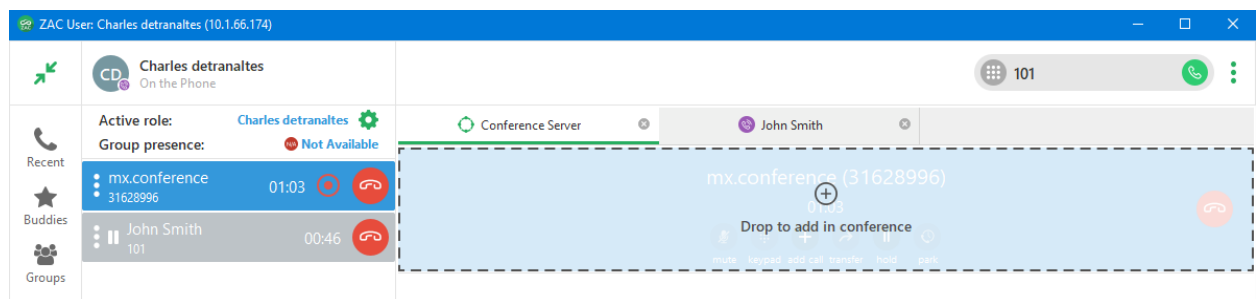 ZAC User: Charles detranaltes (10.1.66.174)
CD
Charles detranaltes
On the Phone
101
Active role: Charles detranaltes
Group presence: N/A Not Available
Recent
Buddies
Groups
mx.conference
31628996
01:03
John Smith
101
00:46
Conference Server
John Smith
mx.conference (31628996)
01:03
Drop to add in conference
mute keypad add call transfer hold park